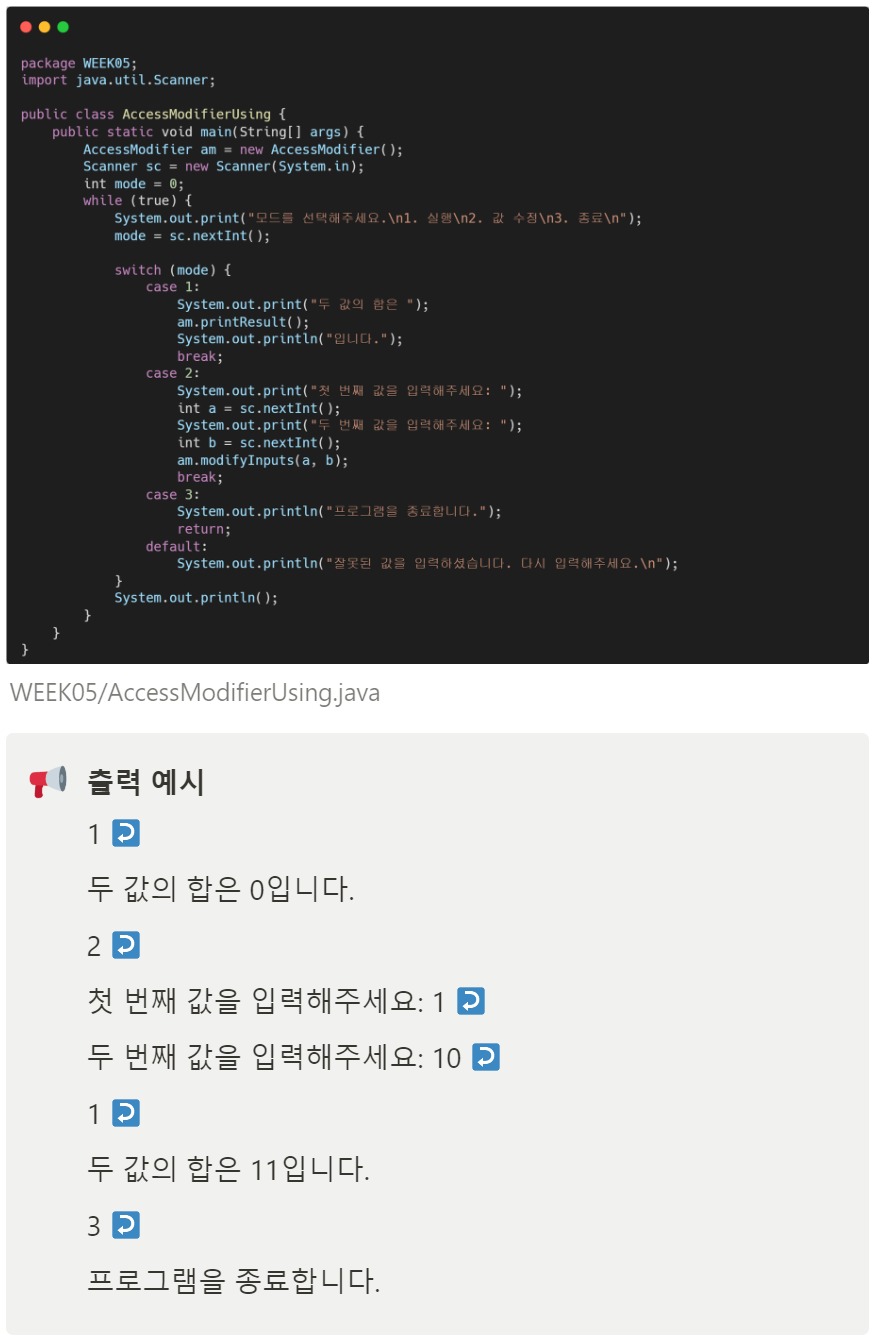 package WEEK05;
import java.util.Scanner;

public class AccessModifierUsing {
    public static void main(String[] args) {
        AccessModifier am = new AccessModifier();
        Scanner sc = new Scanner(System.in);
        int mode = 0;
        while (true) {
            System.out.print("모드를 선택해주세요.\n1. 실행\n2. 값 수정\n3. 종료\n");
            mode = sc.nextInt();

            switch (mode) {
                case 1:
                    System.out.print("두 값의 합은 ");
                    am.printResult();
                    System.out.println("입니다.");
                    break;
                case 2:
                    System.out.print("첫 번째 값을 입력해주세요: ");
                    int a = sc.nextInt();
                    System.out.print("두 번째 값을 입력해주세요: ");
                    int b = sc.nextInt();
                    am.modifyInputs(a, b);
                    break;
                case 3:
                    System.out.println("프로그램을 종료합니다.");
                    return;
                default:
                    System.out.println("잘못된 값을 입력하셨습니다. 다시 입력해주세요.\n");
            }
            System.out.println();
        }
    }
}
WEEK05/AccessModifierUsing.java
출력 예시
1
두 값의 합은 0입니다.
2
첫 번째 값을 입력해주세요: 1
두 번째 값을 입력해주세요: 10
1
두 값의 합은 11입니다.
3
프로그램을 종료합니다.